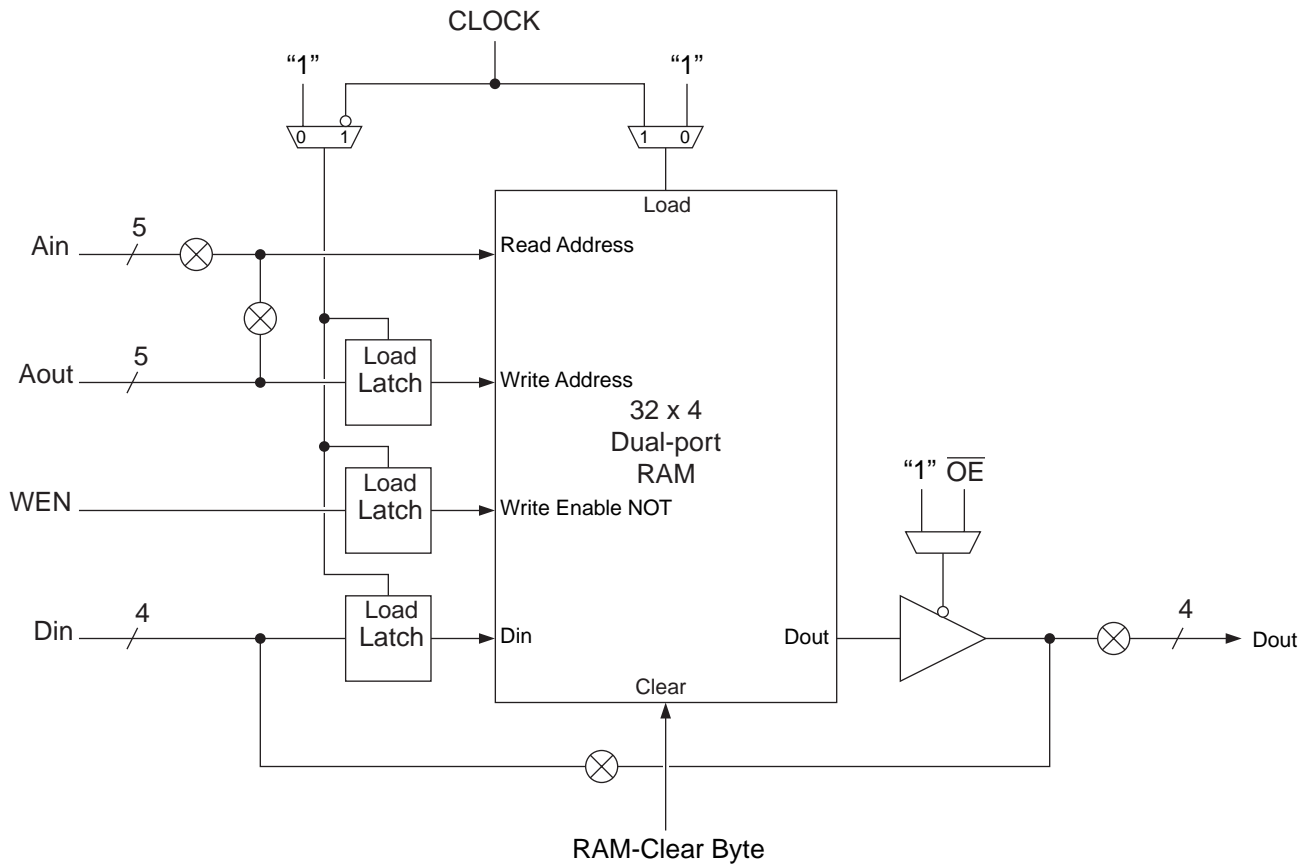 CLOCK
“1”
“1”
0 1
1 0
Load
Ain
5
Read Address
Aout
5
Load
Latch
Write Address
32 x 4
Dual-port
RAM
WEN
Load
Latch
Write Enable NOT
“1” OE
Din
4
Load
Latch
Din
Dout
4
Dout
Clear
RAM-Clear Byte